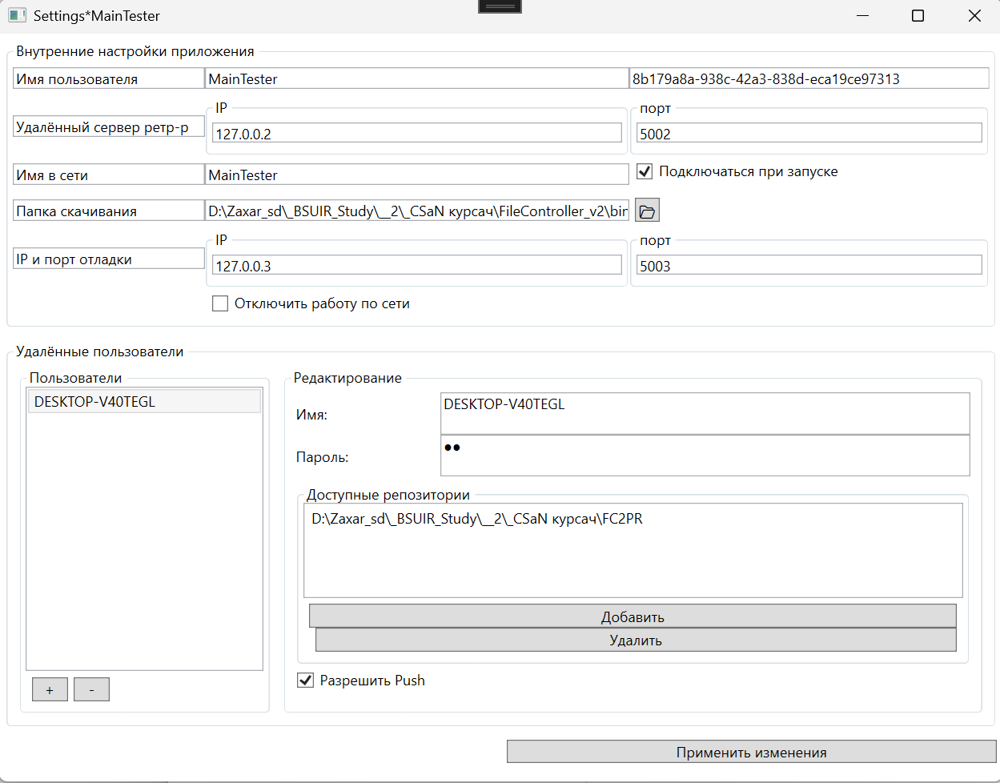 Settings*MainTester
Внутренние настройки приложения
Имя пользователя MainTester 8b179a8a-938c-42a3-838d-eca19ce97313
IP порт
Удалённый сервер ретр-р 127.0.0.2 5002
Имя в сети MainTester Подключаться при запуске
Папка скачивания D:\Zaxar_sd\_BSUIR_Study\__2\_CSaN курсач\FileController_v2\bin
IP порт
IP и порт отладки 127.0.0.3 5003
Отключить работу по сети
Удалённые пользователи
Пользователи Редактирование
DESKTOP-V40TEGL
Имя: DESKTOP-V40TEGL
Пароль: ●●
Доступные репозитории
D:\Zaxar_sd\_BSUIR_Study\__2\_CSaN курсач\FC2PR
Добавить
Удалить
Разрешить Push
+ -
Применить изменения